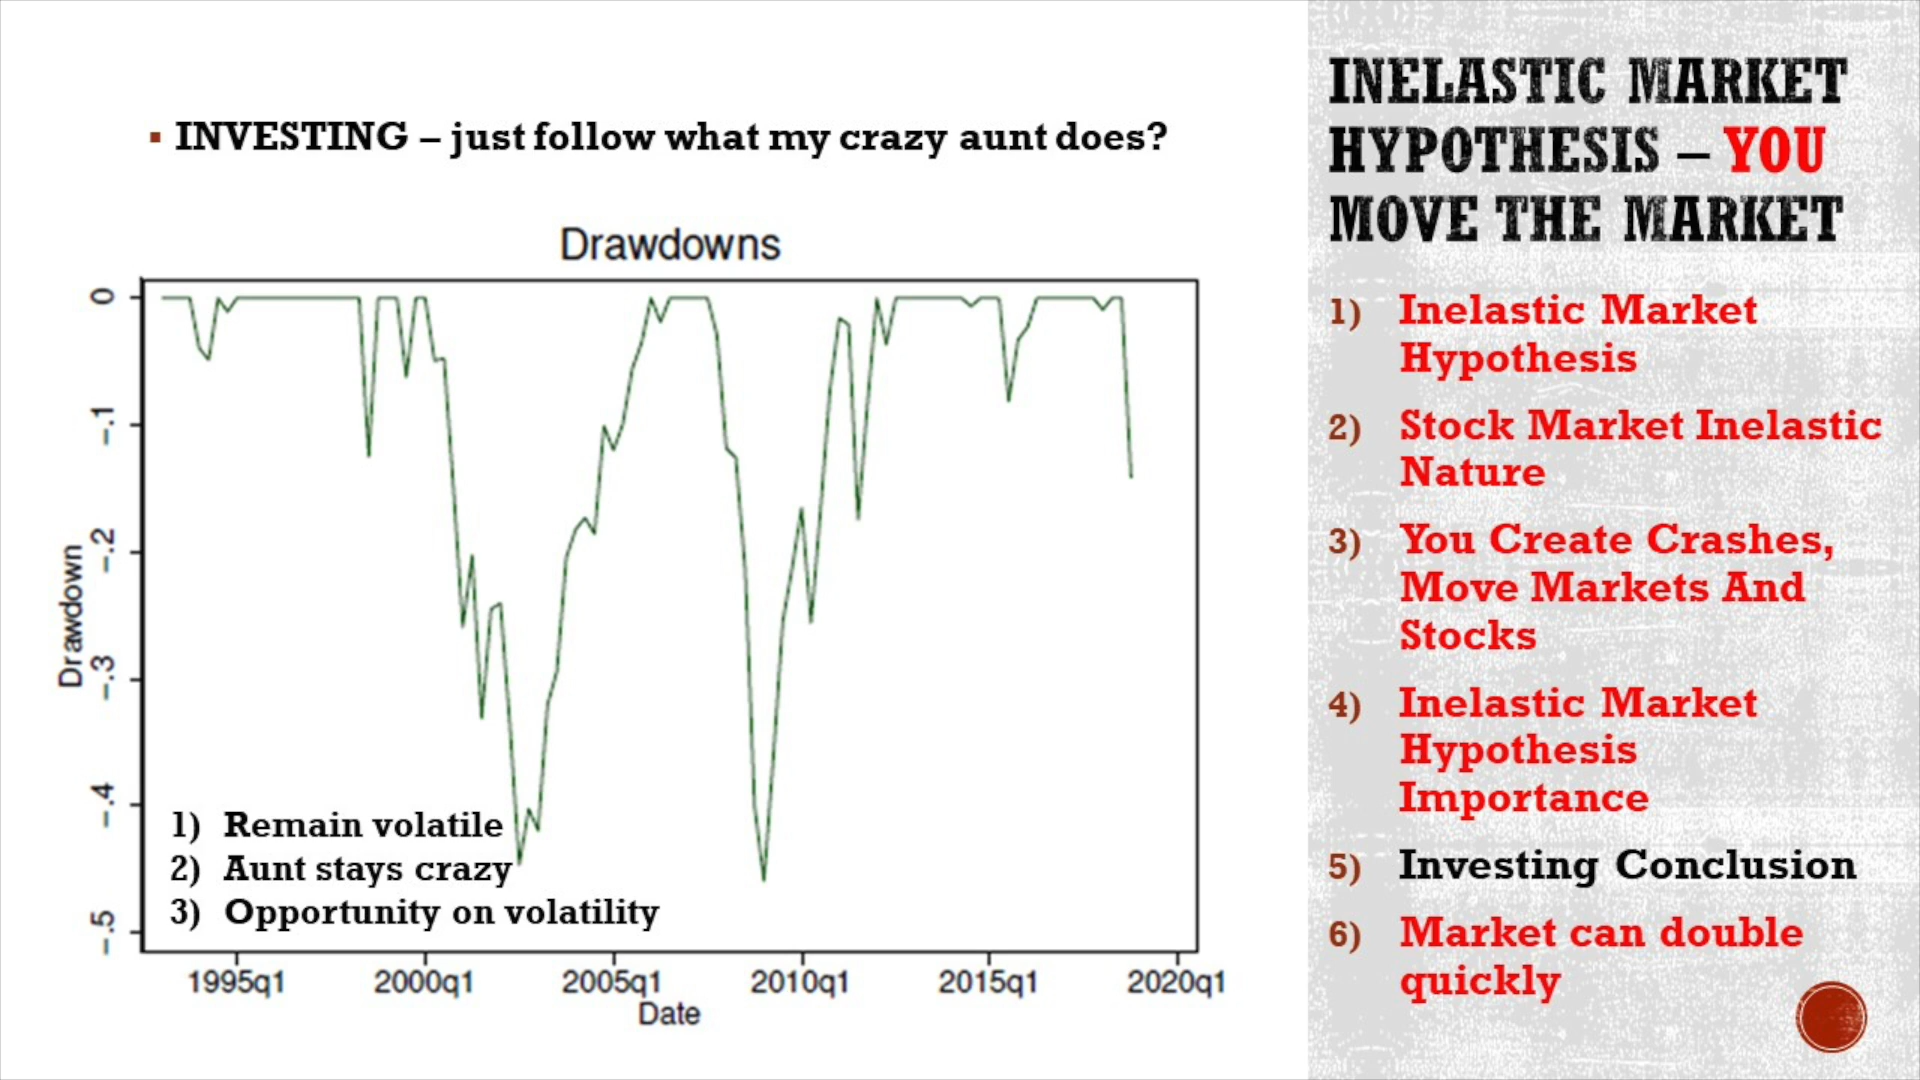 ▪ INVESTING – just follow what my crazy aunt does?
Drawdowns
Drawdown
0
-.1
-.2
-.3
-.4
-.5
1) Remain volatile
2) Aunt stays crazy
3) Opportunity on volatility
1995q1 2000q1 2005q1 2010q1 2015q1 2020q1
Date
INELASTIC MARKET
HYPOTHESIS – YOU
MOVE THE MARKET
1) Inelastic Market
Hypothesis
2) Stock Market Inelastic
Nature
3) You Create Crashes,
Move Markets And
Stocks
4) Inelastic Market
Hypothesis
Importance
5) Investing Conclusion
6) Market can double
quickly